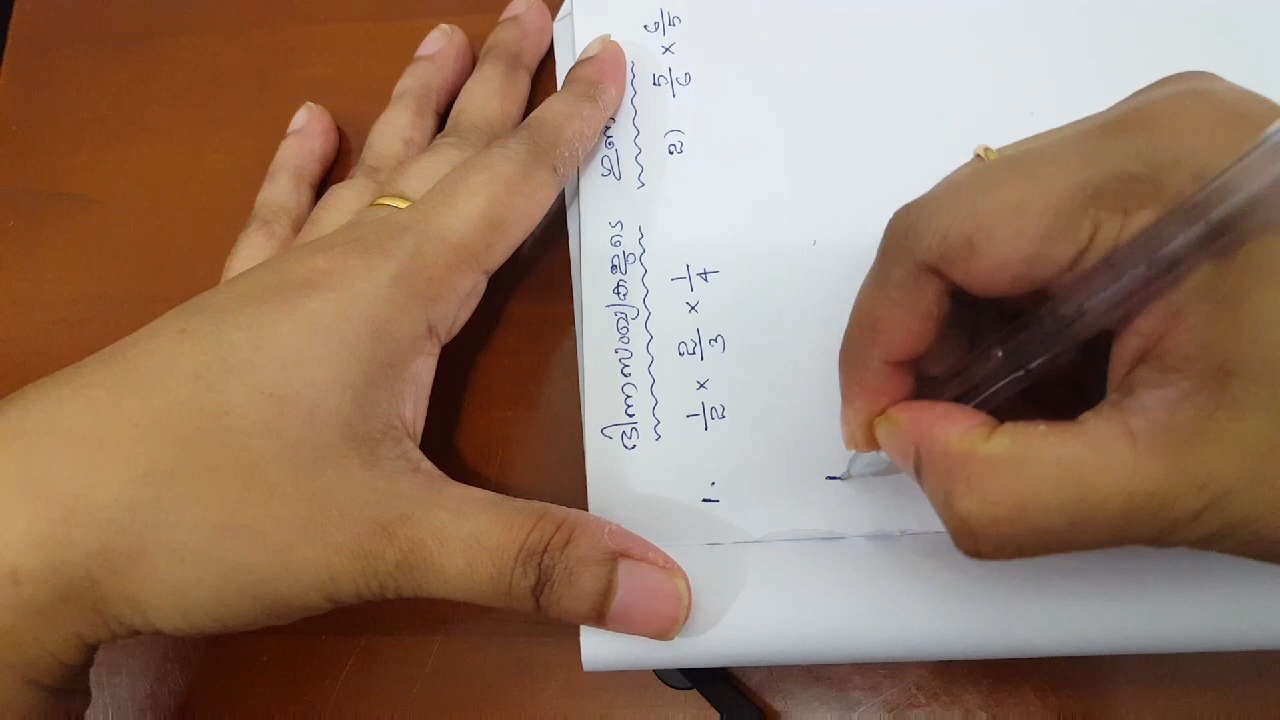 ഭിന്നസംഖ്യകളുടെ
1. 1/2 × 2/3 × 1/4 2) 5/6 × 6/5